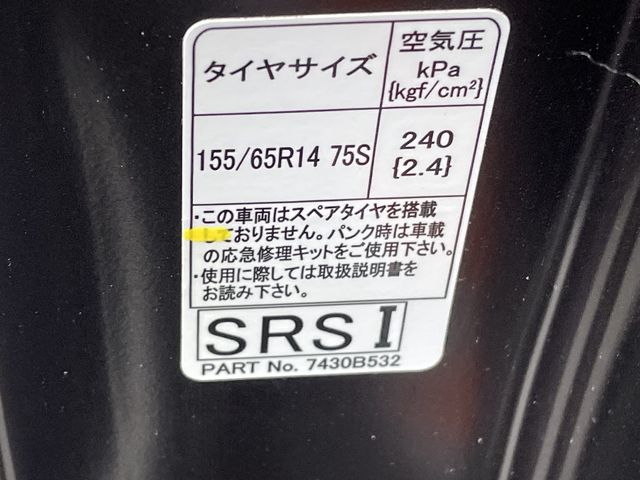 タイヤサイズ
空気圧
kPa
{kgf/cm²}
155/65R14 75S
240
{2.4}
・この車両はスペアタイヤを搭載
しておりません。パンク時は車載
の応急修理キットをご使用下さい。
・使用に際しては取扱説明書を
お読み下さい。
SRS I
PART No. 7430B532